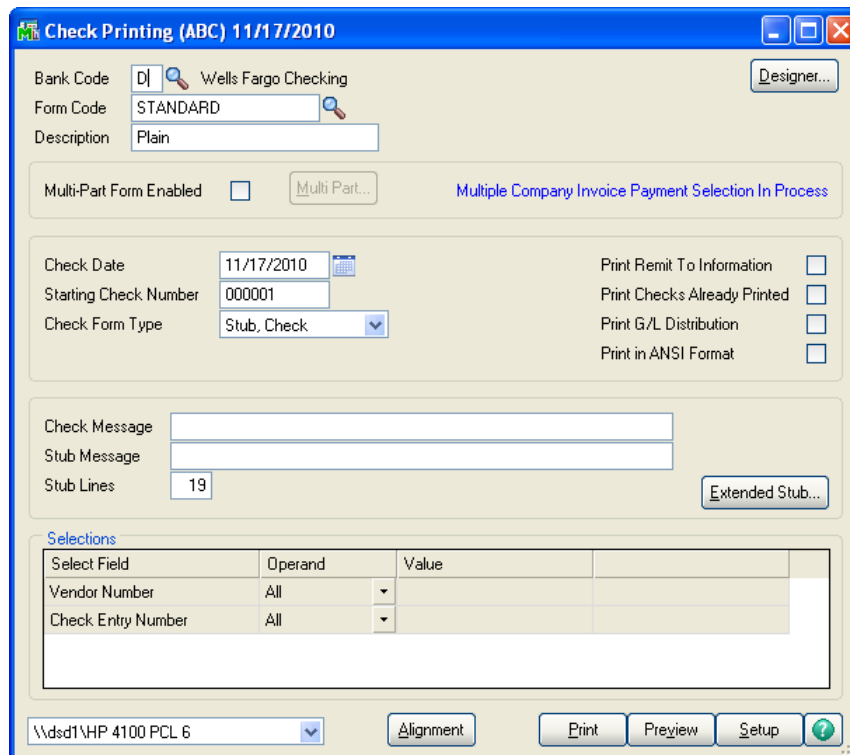 Check Printing (ABC) 11/17/2010
Bank Code D Wells Fargo Checking Designer...
Form Code STANDARD
Description Plain
Multi-Part Form Enabled Multi Part... Multiple Company Invoice Payment Selection In Process
Check Date 11/17/2010 Print Remit To Information
Starting Check Number 000001 Print Checks Already Printed
Check Form Type Stub, Check Print G/L Distribution
Print in ANSI Format
Check Message
Stub Message
Stub Lines 19 Extended Stub...
Selections
Select Field Operand Value
Vendor Number All
Check Entry Number All
\\dsd1\HP 4100 PCL 6 Alignment Print Preview Setup ?